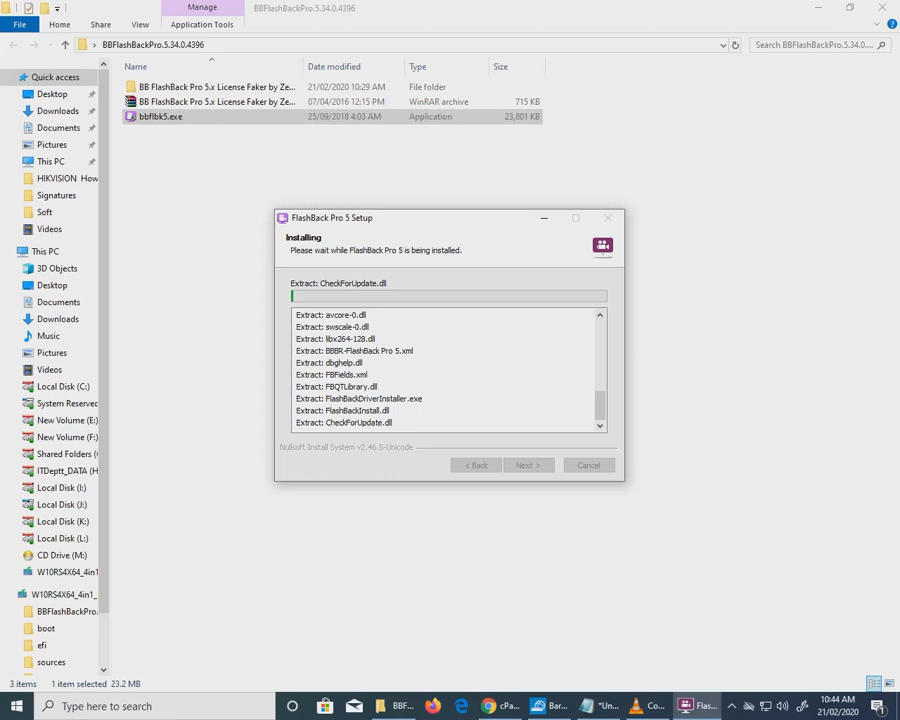 Manage
BBFlashBackPro.5.34.0.4396
File
Home
Share
View
Application Tools
BBFlashBackPro.5.34.0.4396
Search BBFlashBackPro.5.34.0....
Name
Date modified
Type
Size
BB FlashBack Pro 5.x License Faker by Ze...
21/02/2020 10:29 AM
File folder
BB FlashBack Pro 5.x License Faker by Ze...
07/04/2016 12:15 PM
WinRAR archive
715 KB
bbflbk5.exe
25/09/2018 4:03 AM
Application
23,801 KB
Quick access
Desktop
Downloads
Documents
Pictures
This PC
HIKVISION How
Signatures
Soft
Videos
This PC
3D Objects
Desktop
Documents
Downloads
Music
Pictures
Videos
Local Disk (C:)
System Reserved
New Volume (E:)
New Volume (F:)
Shared Folders (
ITDeptt_DATA (H
Local Disk (I:)
Local Disk (J:)
Local Disk (K:)
Local Disk (L:)
CD Drive (M:)
W10RS4X64_4in1
W10RS4X64_4in1_
BBFlashBackPro.
boot
efi
sources
FlashBack Pro 5 Setup
Installing
Please wait while FlashBack Pro 5 is being installed.
Extract: CheckForUpdate.dll
Extract: avcore-0.dll
Extract: swscale-0.dll
Extract: libx264-128.dll
Extract: BBBR-FlashBack Pro 5.xml
Extract: dbghelp.dll
Extract: FBFields.xml
Extract: FBQTLibrary.dll
Extract: FlashBackDriverInstaller.exe
Extract: FlashBackInstall.dll
Extract: CheckForUpdate.dll
Nullsoft Install System v2.46.5-Unicode
< Back
Next >
Cancel
3 items
1 item selected 23.2 MB
Type here to search
BBF...
cPa...
Bar...
"Un...
Co...
Flas...
10:44 AM
21/02/2020
1